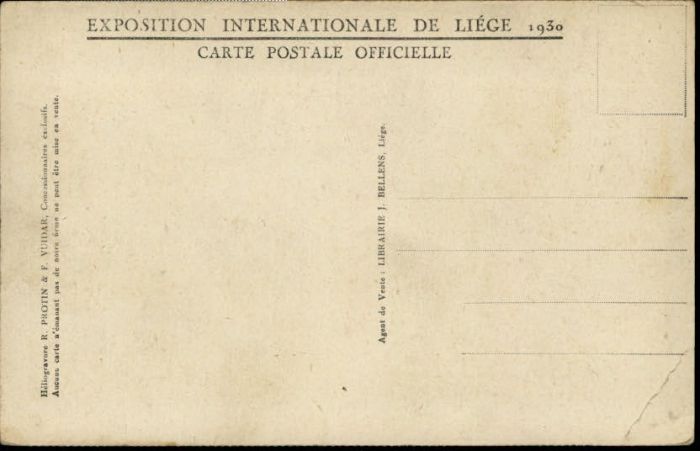 EXPOSITION INTERNATIONALE DE LIÉGE 1930
CARTE POSTALE OFFICIELLE
Héliogravure R. PROTIN & F. VUIDAR, Concessionnaires exclusifs.
Aucune carte n'émanant pas de notre firme ne peut être mise en vente.
Agent de Vente : LIBRAIRIE J. BELLENS, Liége.